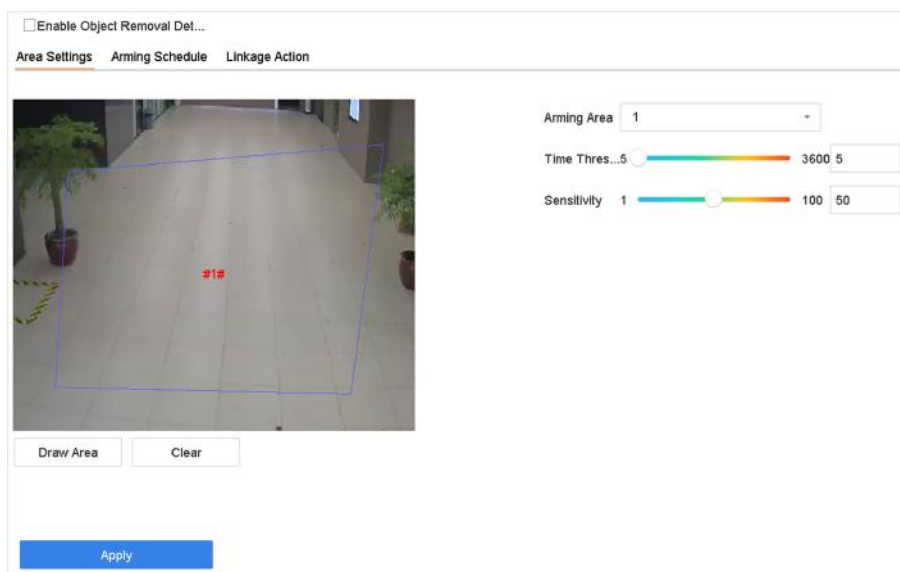 Enable Object Removal Det...
Area Settings Arming Schedule Linkage Action
Arming Area 1
Time Thres...5 3600 5
Sensitivity 1 100 50
#1#
Draw Area Clear
Apply